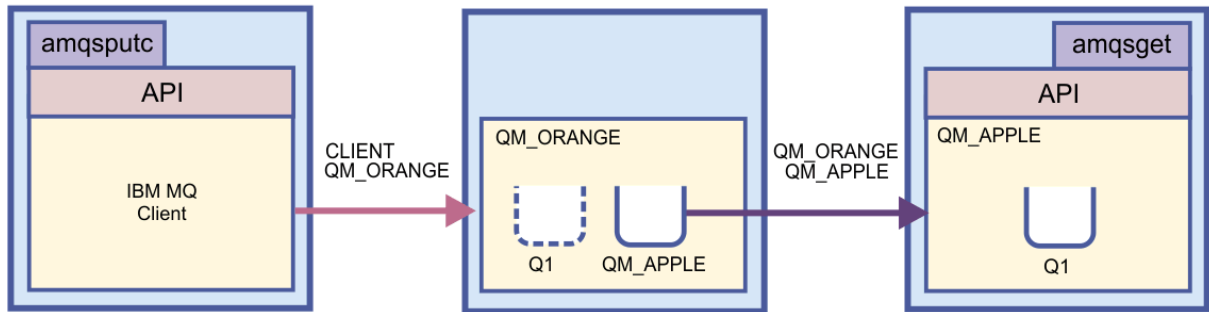 amqsputc
API
IBM MQ
Client
CLIENT
QM_ORANGE
QM_ORANGE
Q1
QM_APPLE
QM_ORANGE
QM_APPLE
amqsget
API
QM_APPLE
Q1